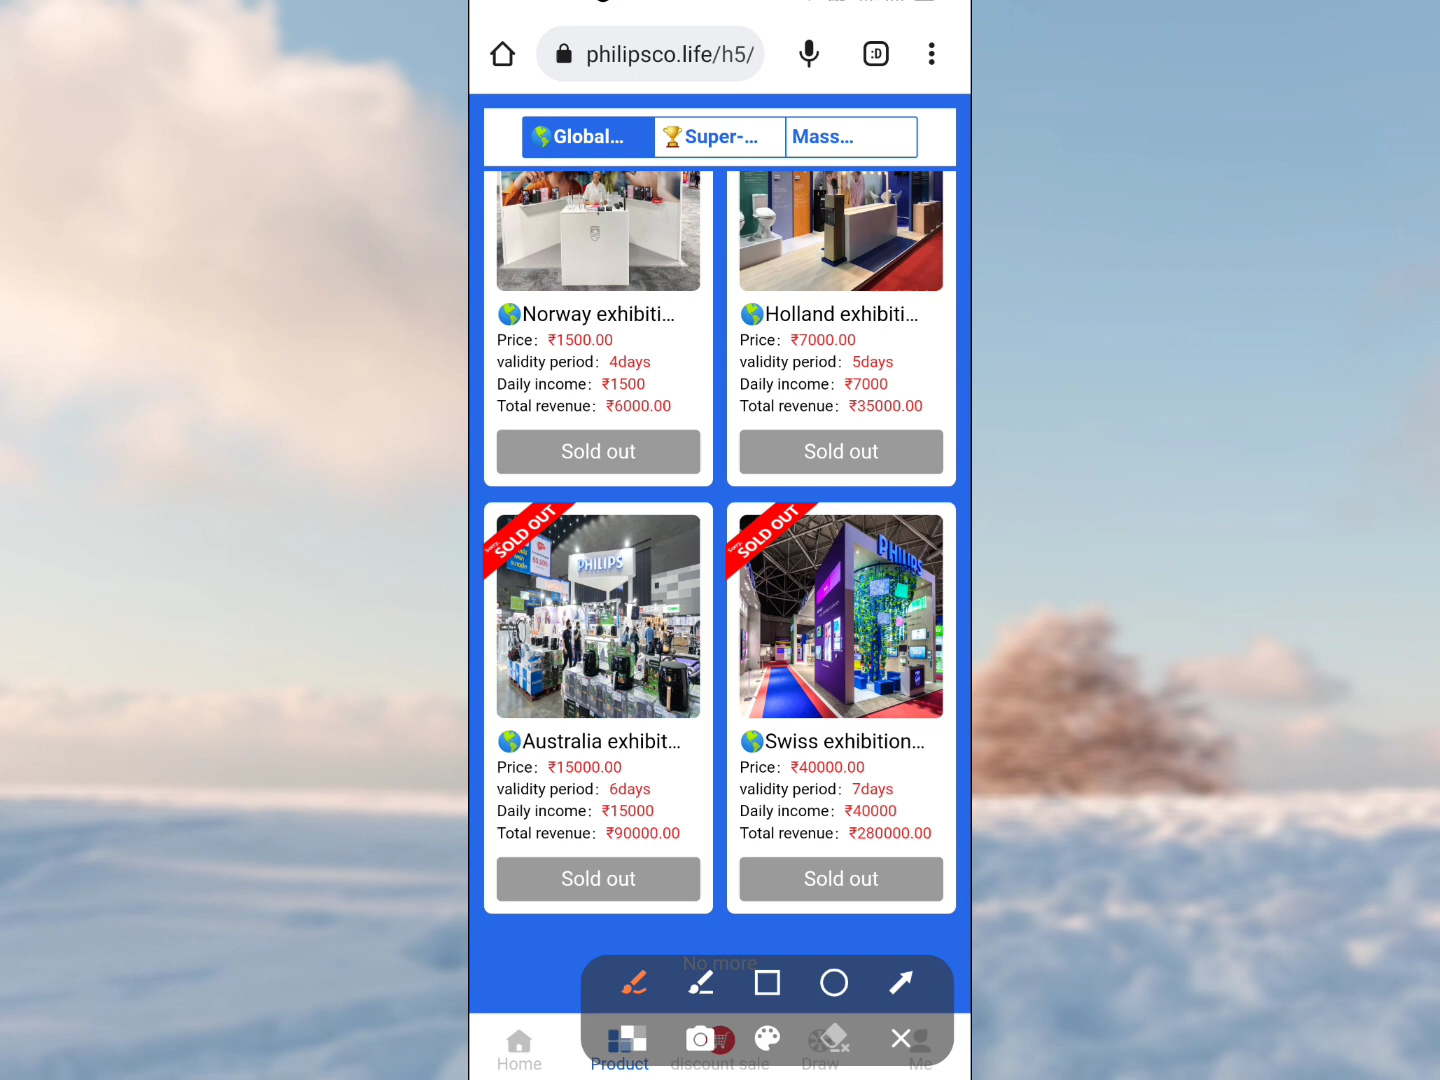 philipsco.life/h5/
:D
🌎Global...
🏆Super-...
Mass...
🌎Norway exhibiti...
Price: ₹1500.00
validity period: 4days
Daily income: ₹1500
Total revenue: ₹6000.00
Sold out
🌎Holland exhibiti...
Price: ₹7000.00
validity period: 5days
Daily income: ₹7000
Total revenue: ₹35000.00
Sold out
SOLD OUT
PHILIPS
🌎Australia exhibit...
Price: ₹15000.00
validity period: 6days
Daily income: ₹15000
Total revenue: ₹90000.00
Sold out
SOLD OUT
PHILIPS
🌎Swiss exhibition...
Price: ₹40000.00
validity period: 7days
Daily income: ₹40000
Total revenue: ₹280000.00
Sold out
No more
Home
Product
discount sale
Draw
Me